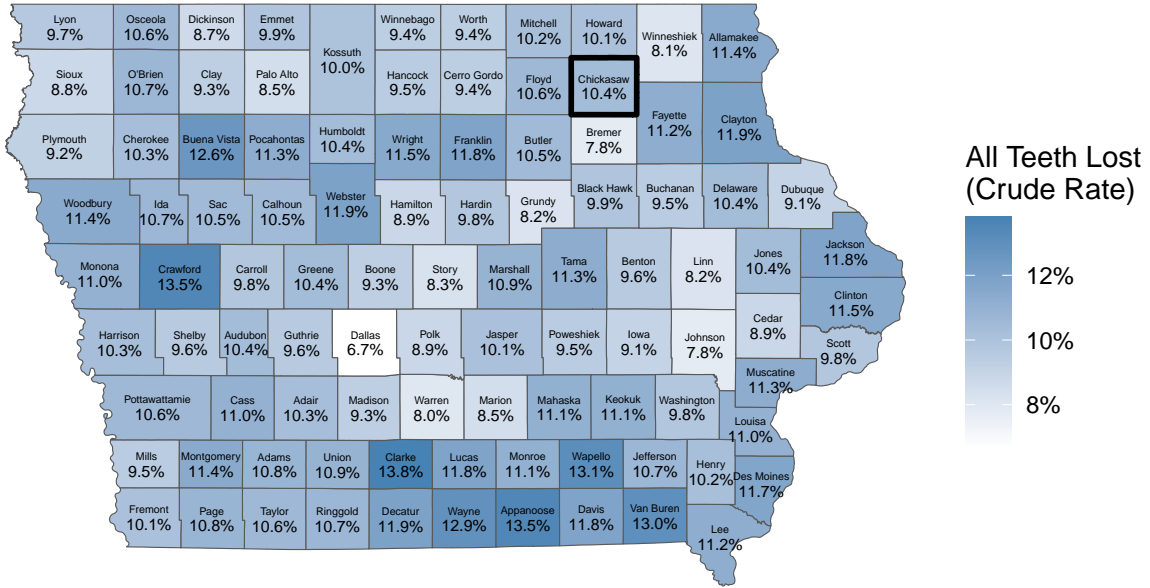 Lyon
9.7%
Osceola
10.6%
Dickinson
8.7%
Emmet
9.9%
Kossuth
10.0%
Winnebago
9.4%
Worth
9.4%
Mitchell
10.2%
Howard
10.1%
Winneshiek
8.1%
Allamakee
11.4%
Sioux
8.8%
O'Brien
10.7%
Clay
9.3%
Palo Alto
8.5%
Hancock
9.5%
Cerro Gordo
9.4%
Floyd
10.6%
Chickasaw
10.4%
Fayette
11.2%
Clayton
11.9%
Plymouth
9.2%
Cherokee
10.3%
Buena Vista
12.6%
Pocahontas
11.3%
Humboldt
10.4%
Wright
11.5%
Franklin
11.8%
Butler
10.5%
Bremer
7.8%
Woodbury
11.4%
Ida
10.7%
Sac
10.5%
Calhoun
10.5%
Webster
11.9%
Hamilton
8.9%
Hardin
9.8%
Grundy
8.2%
Black Hawk
9.9%
Buchanan
9.5%
Delaware
10.4%
Dubuque
9.1%
Monona
11.0%
Crawford
13.5%
Carroll
9.8%
Greene
10.4%
Boone
9.3%
Story
8.3%
Marshall
10.9%
Tama
11.3%
Benton
9.6%
Linn
8.2%
Jones
10.4%
Jackson
11.8%
Clinton
11.5%
Harrison
10.3%
Shelby
9.6%
Audubon
10.4%
Guthrie
9.6%
Dallas
6.7%
Polk
8.9%
Jasper
10.1%
Poweshiek
9.5%
Iowa
9.1%
Johnson
7.8%
Cedar
8.9%
Scott
9.8%
Muscatine
11.3%
Pottawattamie
10.6%
Cass
11.0%
Adair
10.3%
Madison
9.3%
Warren
8.0%
Marion
8.5%
Mahaska
11.1%
Keokuk
11.1%
Washington
9.8%
Louisa
11.0%
Mills
9.5%
Montgomery
11.4%
Adams
10.8%
Union
10.9%
Clarke
13.8%
Lucas
11.8%
Monroe
11.1%
Wapello
13.1%
Jefferson
10.7%
Henry
10.2%
Des Moines
11.7%
Fremont
10.1%
Page
10.8%
Taylor
10.6%
Ringgold
10.7%
Decatur
11.9%
Wayne
12.9%
Appanoose
13.5%
Davis
11.8%
Van Buren
13.0%
Lee
11.2%
All Teeth Lost
(Crude Rate)
12%
10%
8%